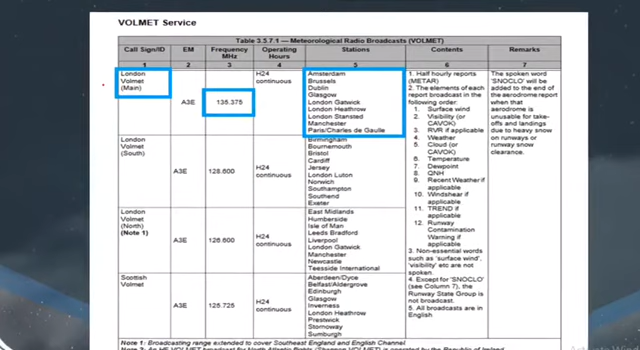 VOLMET Service
Table 3.5.7.1 — Meteorological Radio Broadcasts (VOLMET)
Call Sign/ID EM Frequency MHz Operating Hours Stations Contents Remarks
1 2 3 4 5 6 7
London Volmet (Main)
A3E
135.375
H24 continuous
Amsterdam
Brussels
Dublin
Glasgow
London Gatwick
London Heathrow
London Stansted
Manchester
Paris/Charles de Gaulle
London Volmet (South)
A3E
128.600
H24 continuous
Birmingham
Bournemouth
Bristol
Cardiff
Jersey
London Luton
Norwich
Southampton
Southend
Exeter
London Volmet (North) (Note 1)
A3E
126.600
H24 continuous
East Midlands
Humberside
Isle of Man
Leeds Bradford
Liverpool
London Gatwick
Manchester
Newcastle
Teesside International
Scottish Volmet
A3E
125.725
H24 continuous
Aberdeen/Dyce
Belfast/Aldergrove
Edinburgh
Glasgow
Inverness
London Heathrow
Prestwick
Stornoway
Sumburgh
1. Half hourly reports
(METAR)
2. The elements of each
report broadcast in the
following order:
1. Surface wind
2. Visibility (or
CAVOK)
3. RVR if applicable
4. Weather
5. Cloud (or
CAVOK)
6. Temperature
7. Dewpoint
8. QNH
9. Recent Weather if
applicable
10. Windshear if
applicable
11. TREND if
applicable
12. Runway
Contamination
Warning if
applicable
3. Non-essential words
such as 'surface wind',
'visibility' etc are not
spoken.
4. Except for 'SNOCLO'
(see Column 7), the
Runway State Group is
not broadcast.
5. All broadcasts are in
English
The spoken word
'SNOCLO' will be
added to the end of
the aerodrome report
when that
aerodrome is
unusable for take-
offs and landings
due to heavy snow
on runways or
runway snow
clearance.
Note 1: Broadcasting range extended to cover Southeast England and English Channel